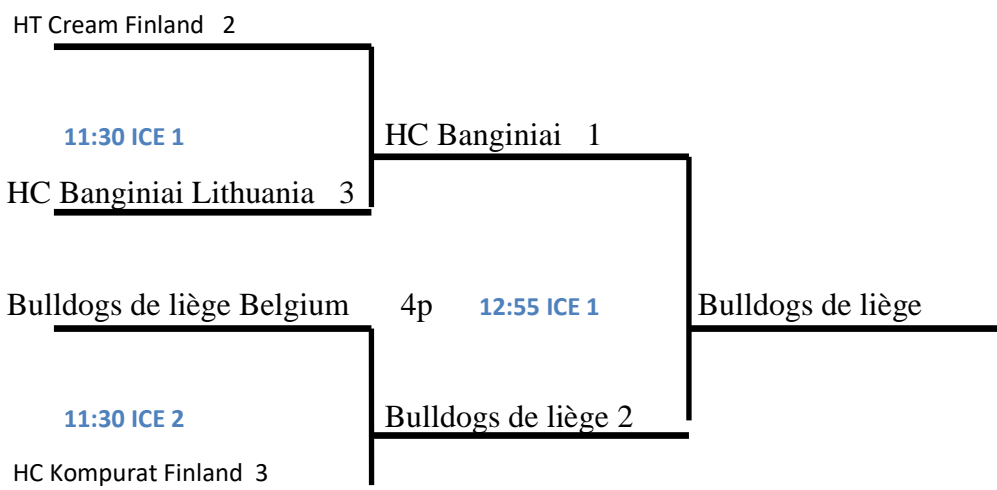 HT Cream Finland 2
11:30 ICE 1
HC Banginiai 1
HC Banginiai Lithuania 3
Bulldogs de liège Belgium 4p
12:55 ICE 1
Bulldogs de liège
11:30 ICE 2
Bulldogs de liège 2
HC Kompurat Finland 3